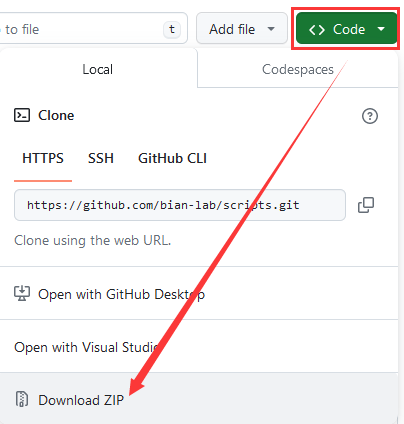 to file
t
Add file
Code
Local
Codespaces
Clone
HTTPS
SSH
GitHub CLI
https://github.com/bian-lab/scripts.git
Clone using the web URL.
Open with GitHub Desktop
Open with Visual Studio
Download ZIP